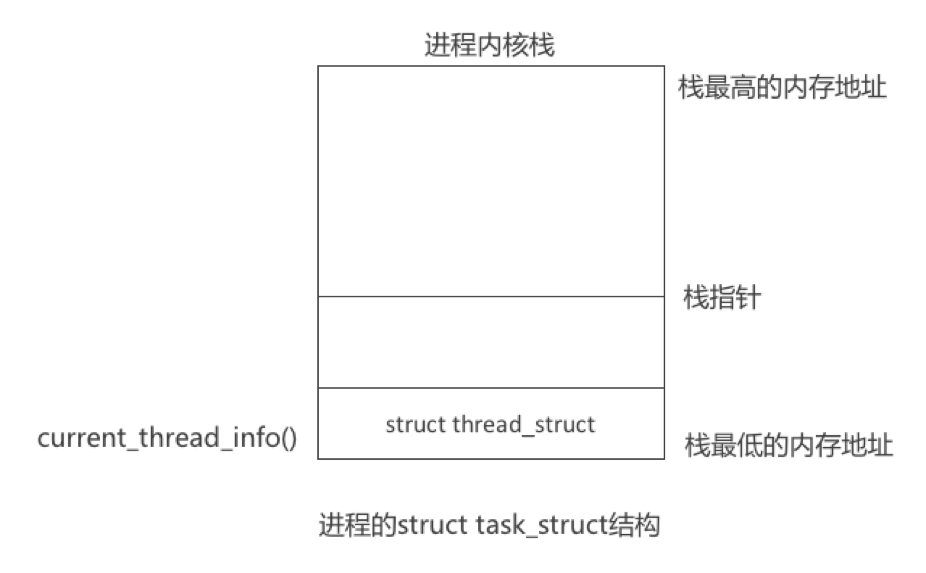 进程内核栈
栈最高的内存地址
栈指针
struct thread_struct
current_thread_info()
栈最低的内存地址
进程的struct task_struct结构